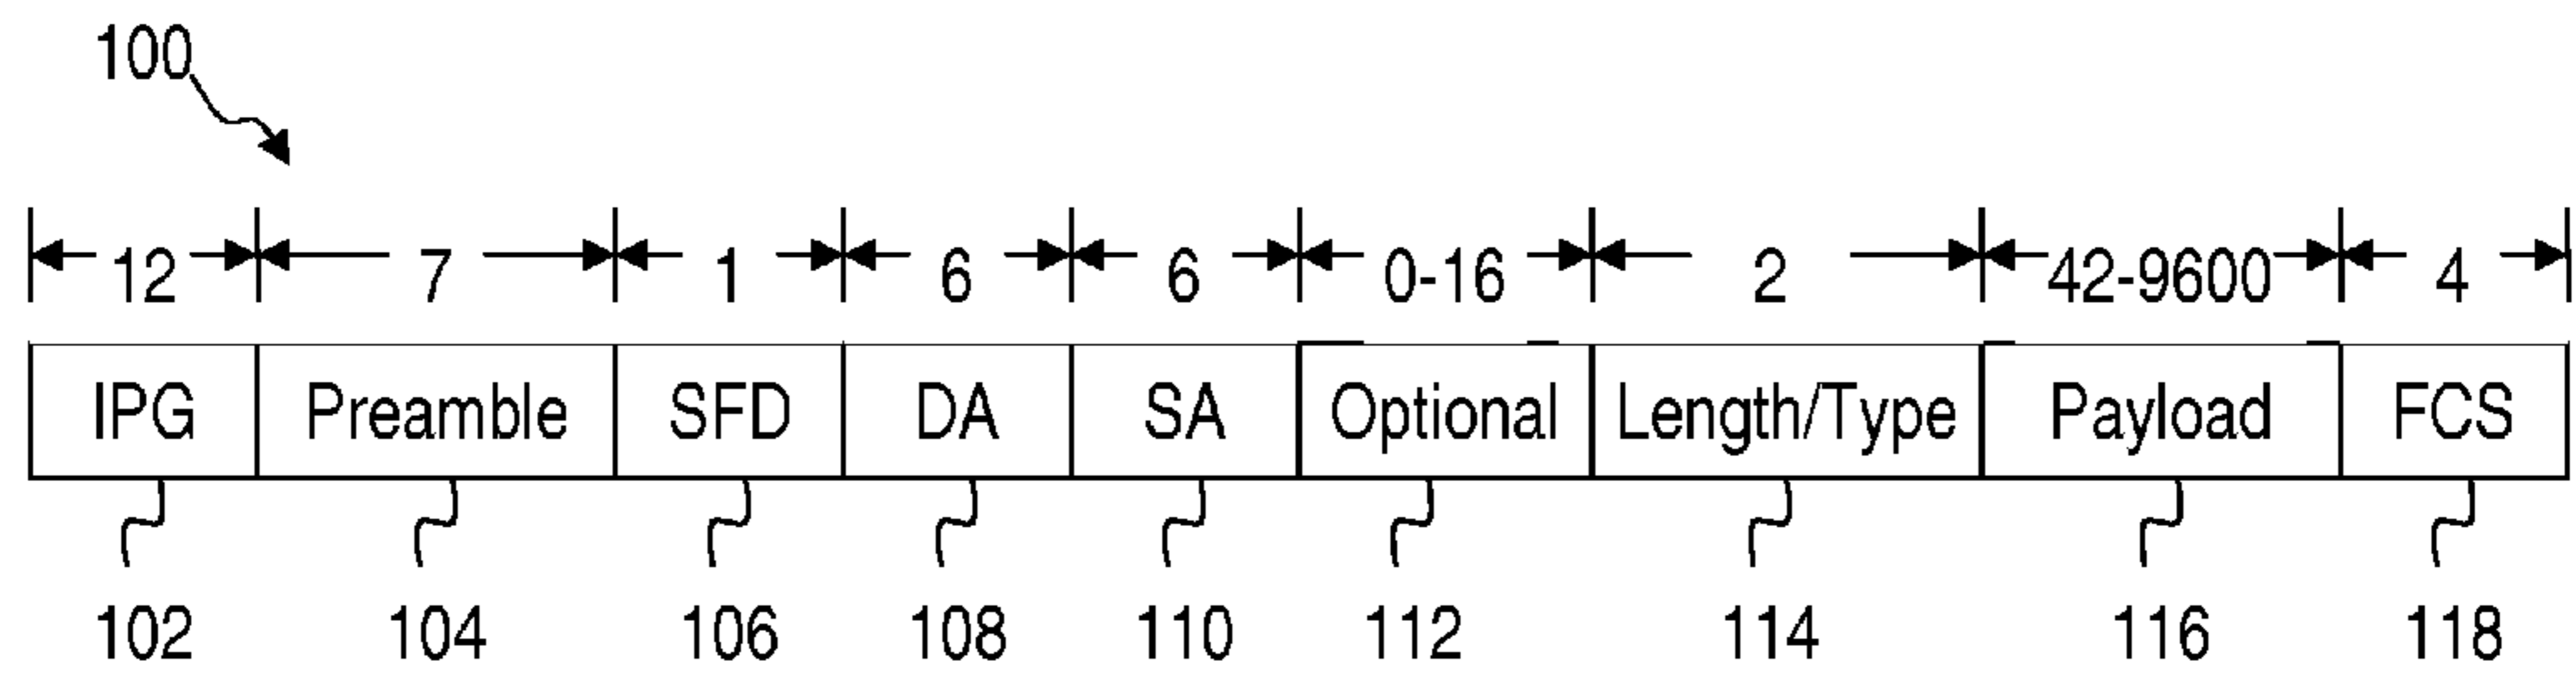 100
12 7 1 6 6 0-16 2 42-9600 4
IPG Preamble SFD DA SA Optional Length/Type Payload FCS
102 104 106 108 110 112 114 116 118